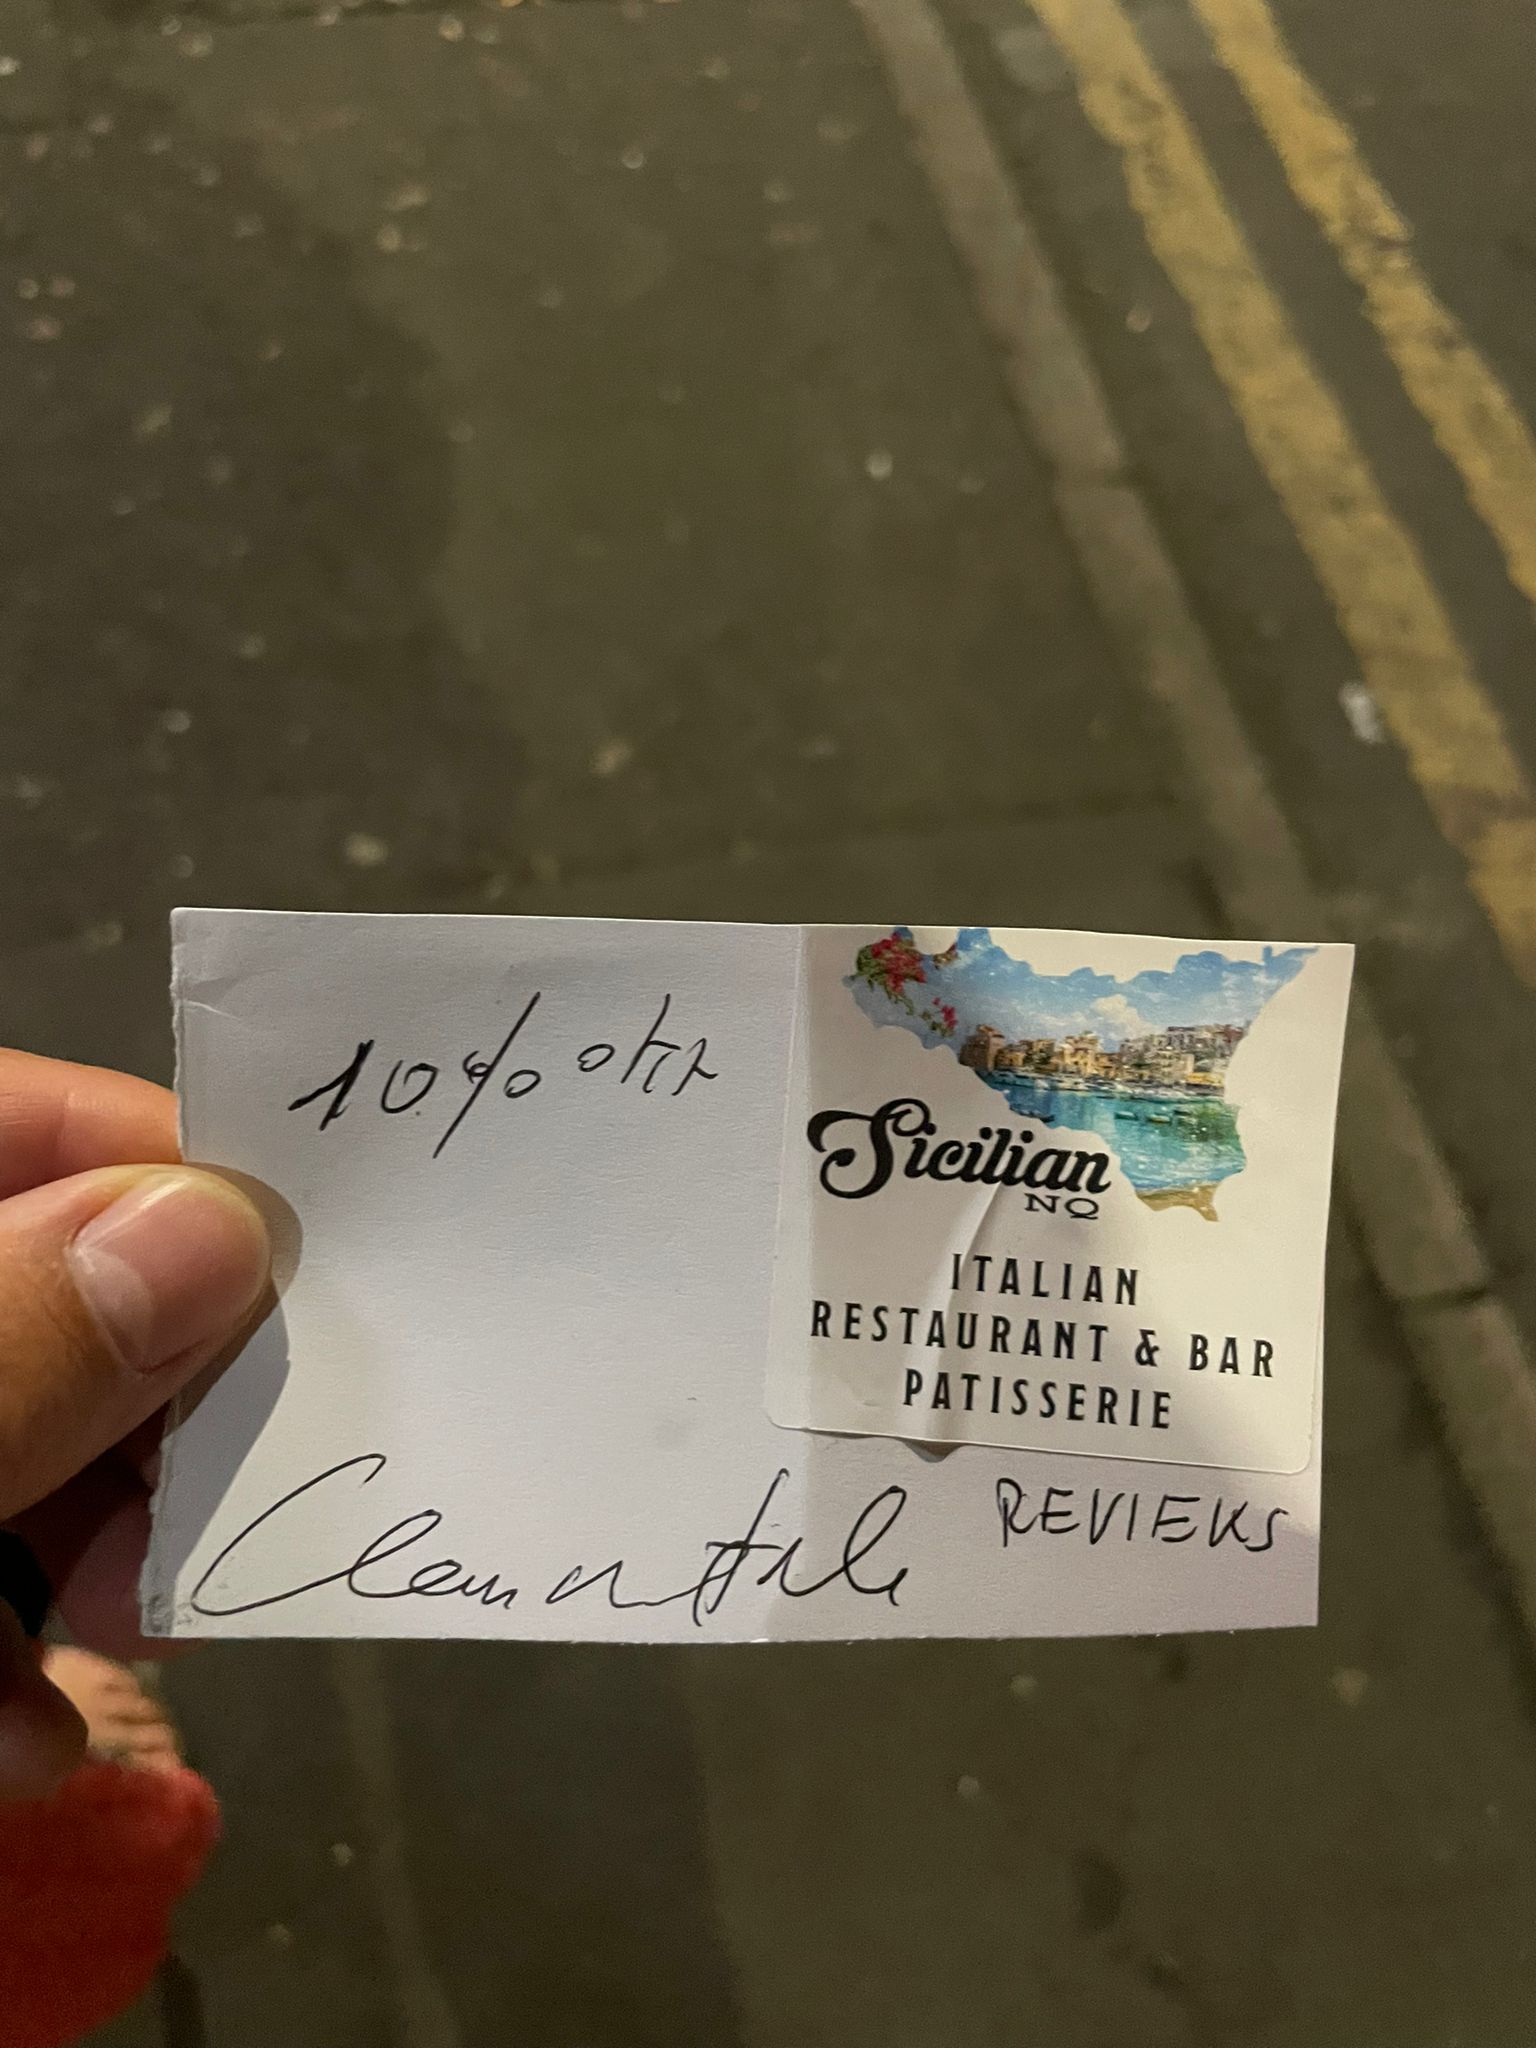 10% off
Sicilian
NQ
ITALIAN
RESTAURANT & BAR
PATISSERIE
REVIEWS